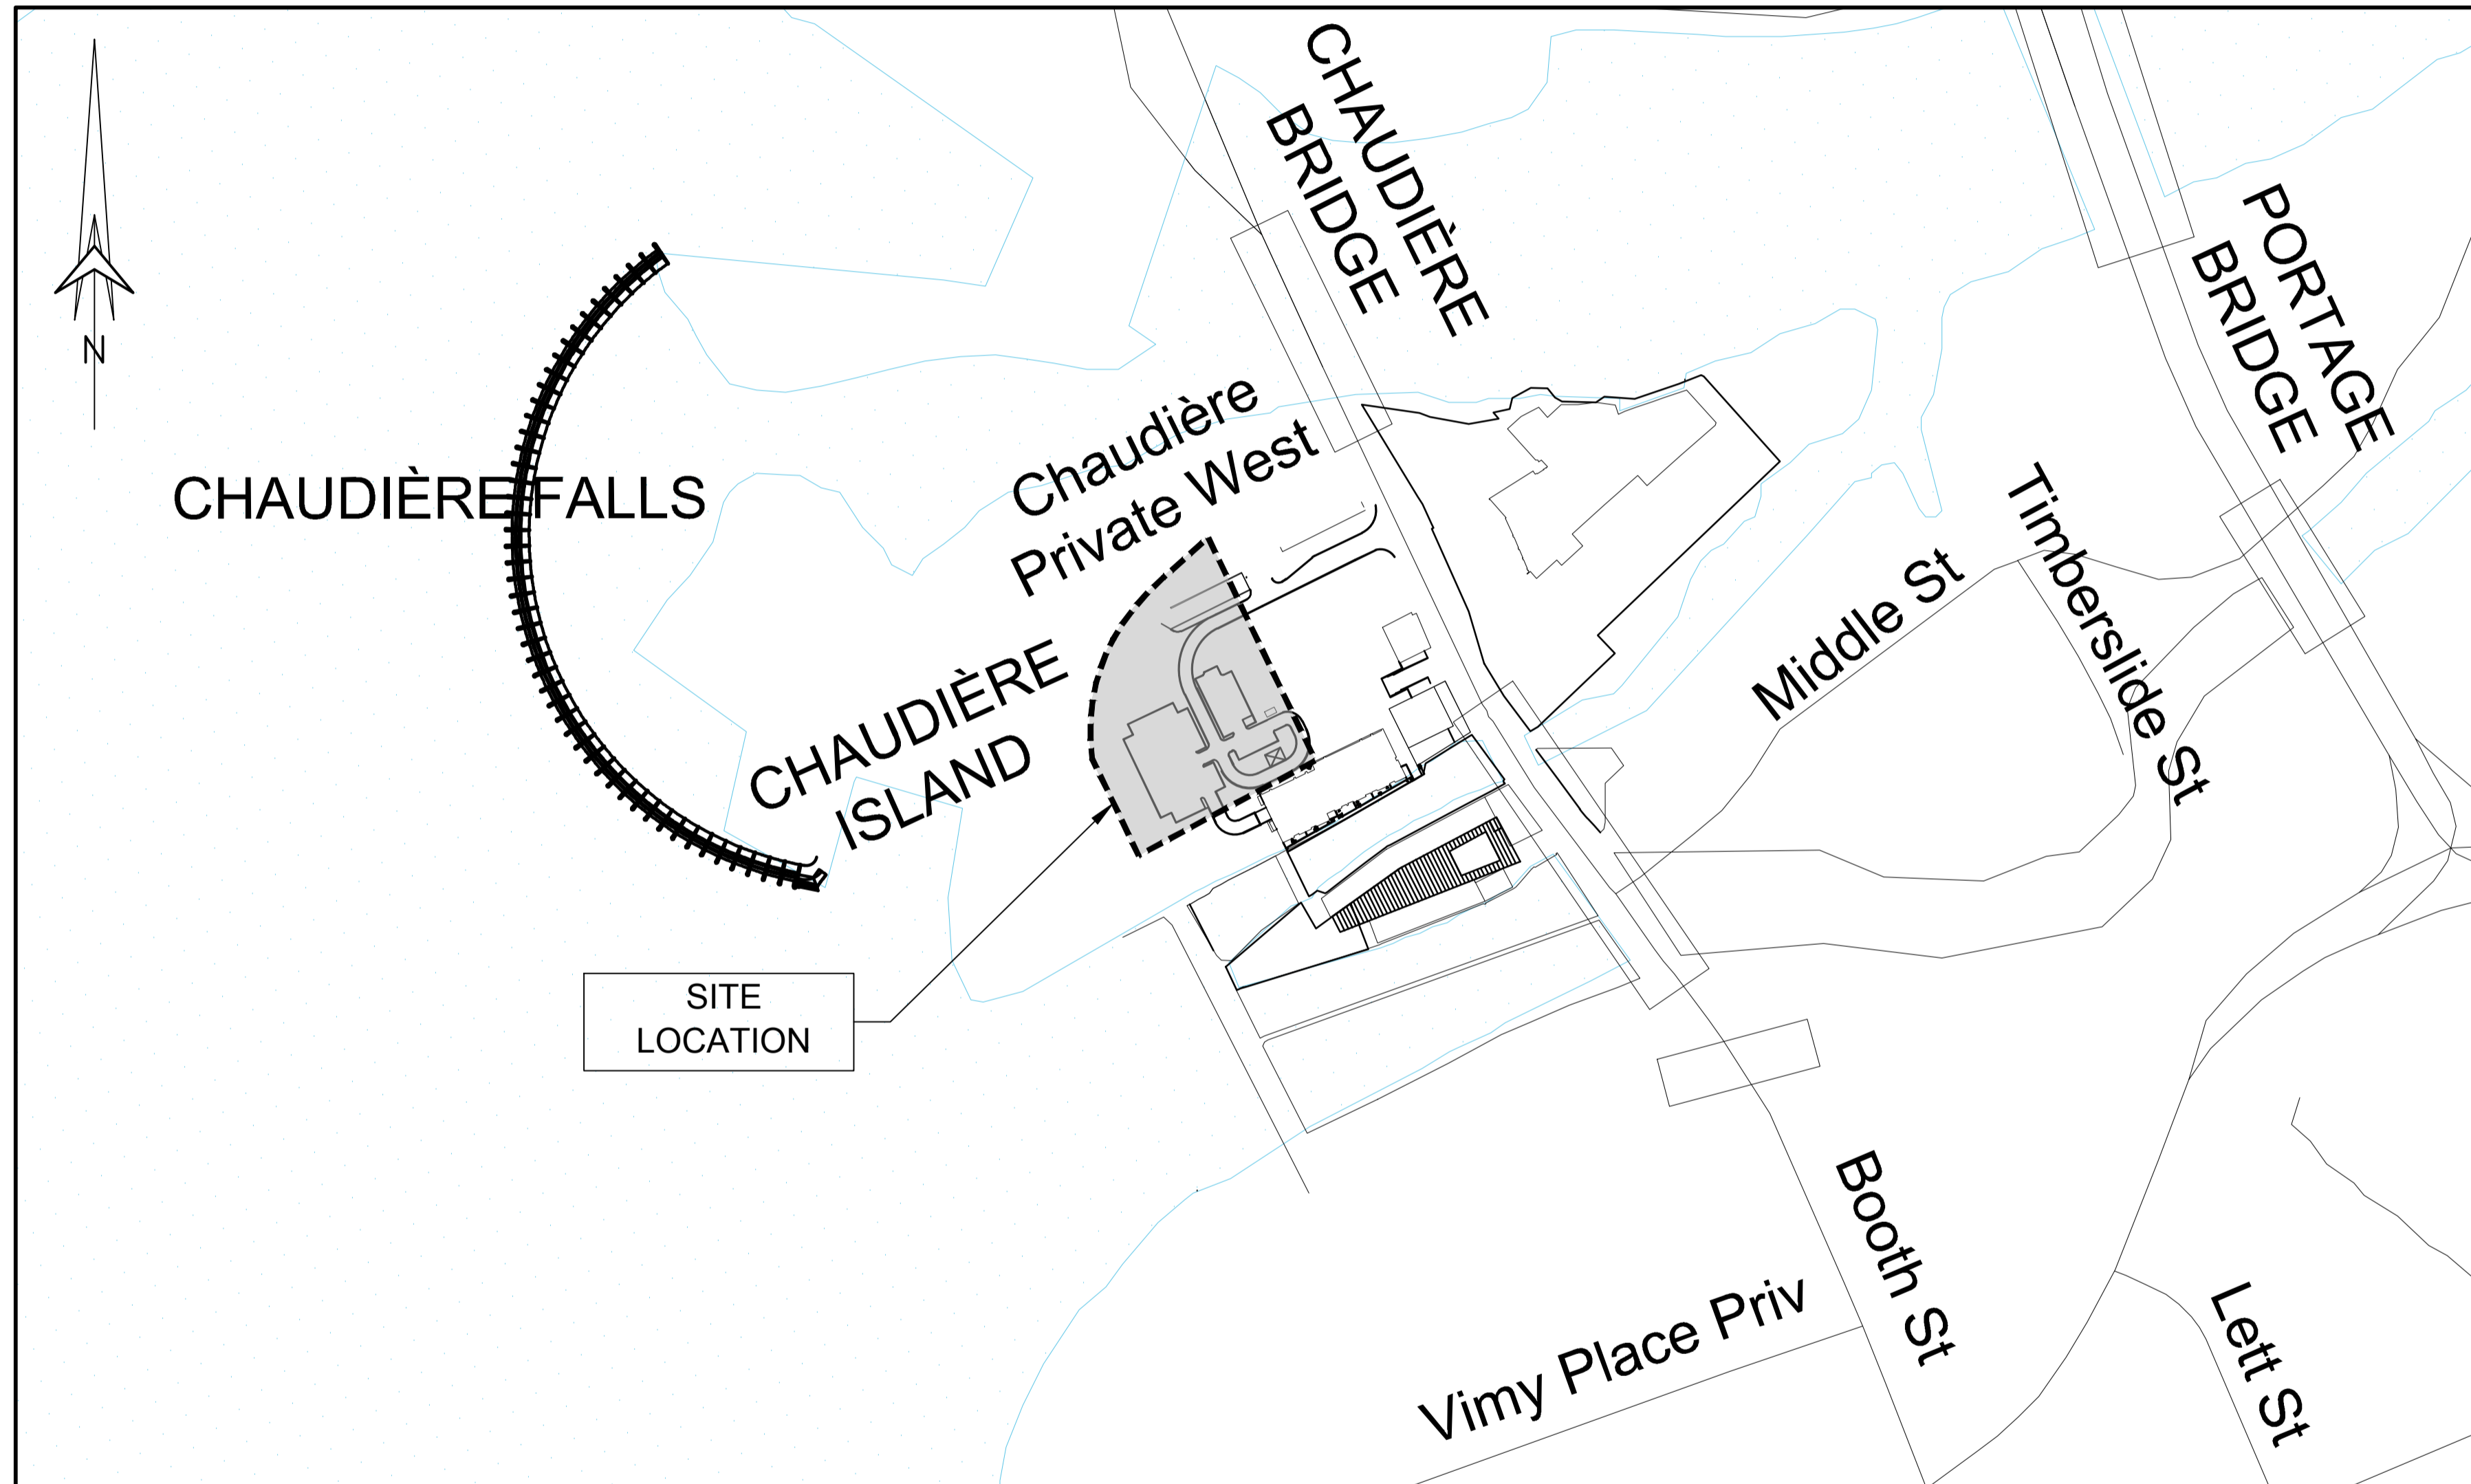 CHAUDIÈRE
BRIDGE
PORTAGE
BRIDGE
N
CHAUDIÈRE FALLS
Chaudière
Private West
Timberslide St
Middle St
CHAUDIÈRE
ISLAND
SITE
LOCATION
Booth St
Vimy Place Priv
Lett St